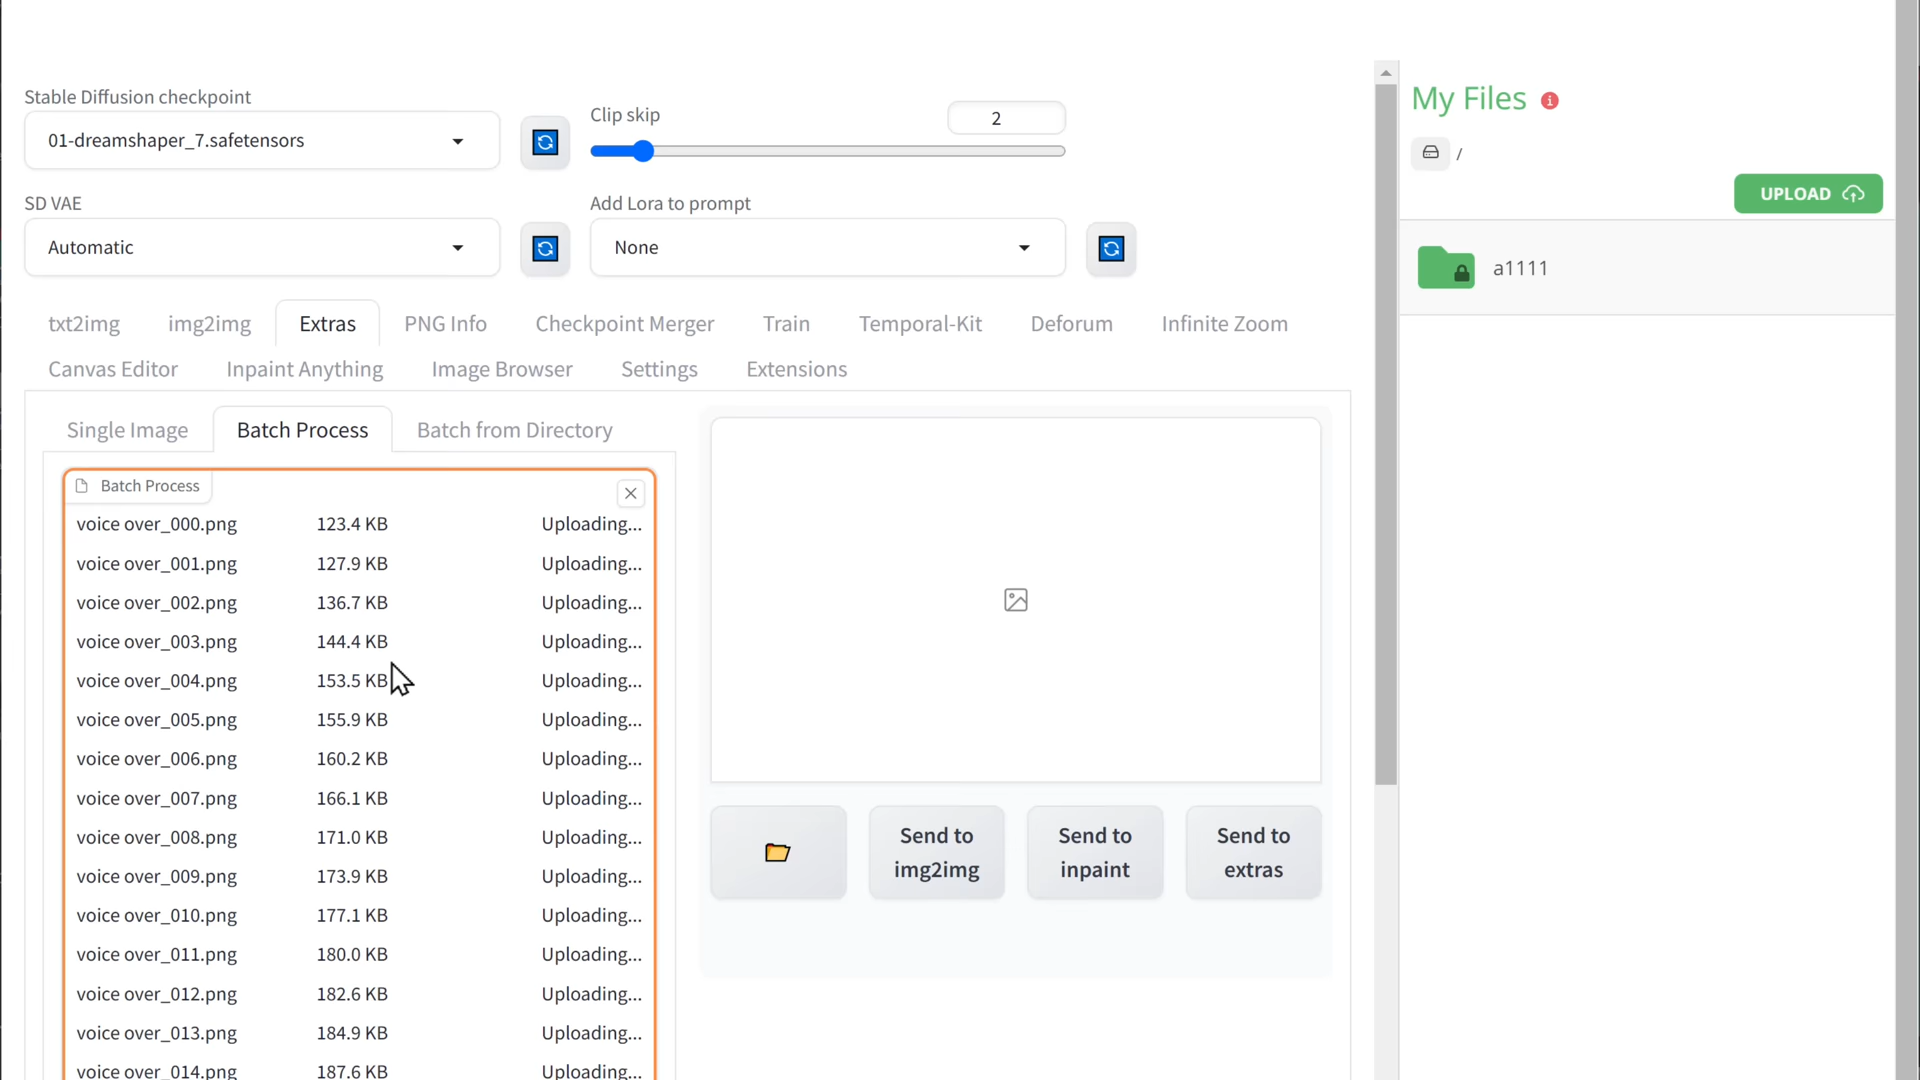 Stable Diffusion checkpoint
01-dreamshaper_7.safetensors
Clip skip
2
SD VAE
Automatic
Add Lora to prompt
None
txt2img img2img Extras PNG Info Checkpoint Merger Train Temporal-Kit Deforum Infinite Zoom
Canvas Editor Inpaint Anything Image Browser Settings Extensions
Single Image Batch Process Batch from Directory
Batch Process
voice over_000.png 123.4 KB Uploading...
voice over_001.png 127.9 KB Uploading...
voice over_002.png 136.7 KB Uploading...
voice over_003.png 144.4 KB Uploading...
voice over_004.png 153.5 KB Uploading...
voice over_005.png 155.9 KB Uploading...
voice over_006.png 160.2 KB Uploading...
voice over_007.png 166.1 KB Uploading...
voice over_008.png 171.0 KB Uploading...
voice over_009.png 173.9 KB Uploading...
voice over_010.png 177.1 KB Uploading...
voice over_011.png 180.0 KB Uploading...
voice over_012.png 182.6 KB Uploading...
voice over_013.png 184.9 KB Uploading...
voice over_014.png 187.6 KB Uploading...
Send to
img2img
Send to
inpaint
Send to
extras
My Files
/
UPLOAD
a1111